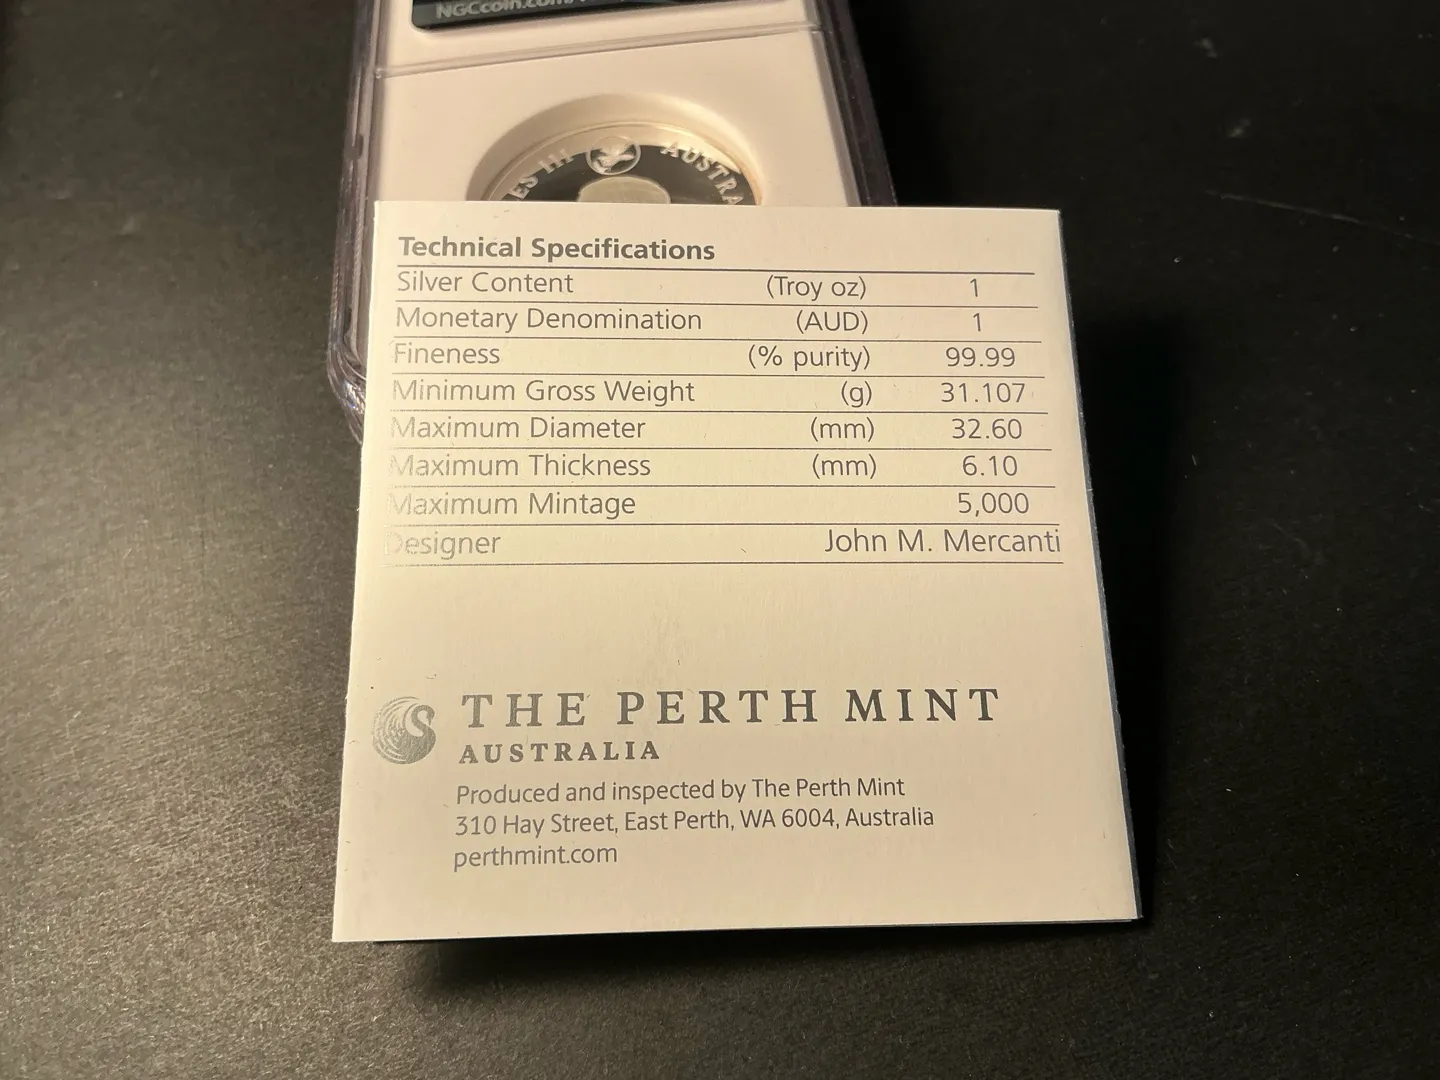 NGCcoin.com
ES III AUSTRA
Technical Specifications
Silver Content (Troy oz) 1
Monetary Denomination (AUD) 1
Fineness (% purity) 99.99
Minimum Gross Weight (g) 31.107
Maximum Diameter (mm) 32.60
Maximum Thickness (mm) 6.10
Maximum Mintage 5,000
Designer John M. Mercanti
THE PERTH MINT
AUSTRALIA
Produced and inspected by The Perth Mint
310 Hay Street, East Perth, WA 6004, Australia
perthmint.com